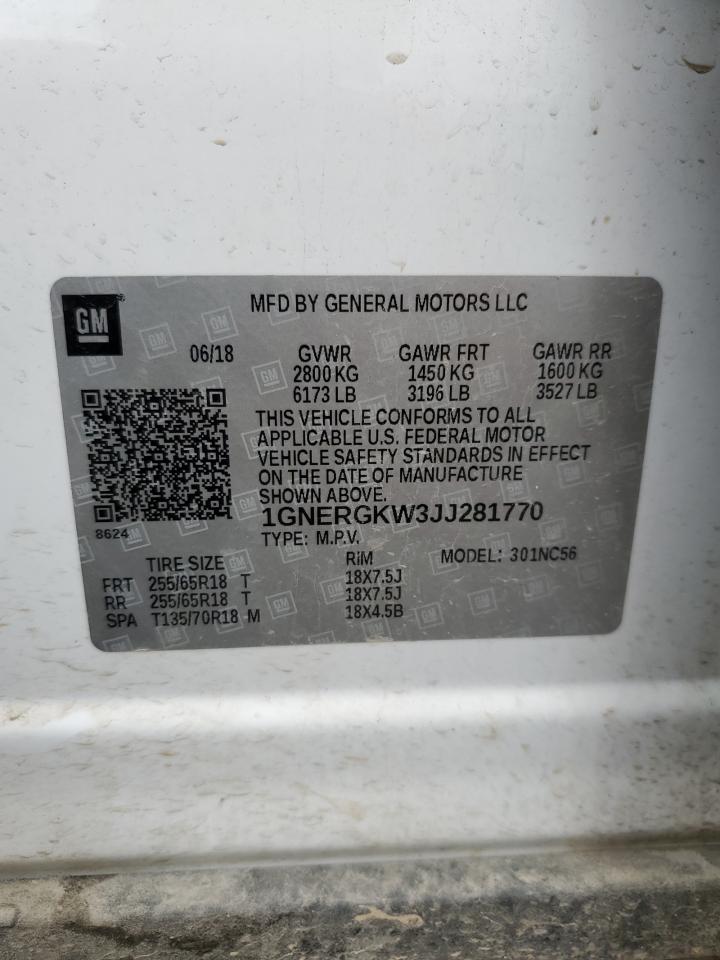 GM
MFD BY GENERAL MOTORS LLC
06/18 GVWR GAWR FRT GAWR RR
2800 KG 1450 KG 1600 KG
6173 LB 3196 LB 3527 LB
THIS VEHICLE CONFORMS TO ALL
APPLICABLE U.S. FEDERAL MOTOR
VEHICLE SAFETY STANDARDS IN EFFECT
ON THE DATE OF MANUFACTURE
SHOWN ABOVE.
1GNERGKW3JJ281770
8624
TYPE: M.P.V.
TIRE SIZE RIM MODEL: 301NC56
FRT 255/65R18 T 18X7.5J
RR 255/65R18 T 18X7.5J
SPA T135/70R18 M 18X4.5B